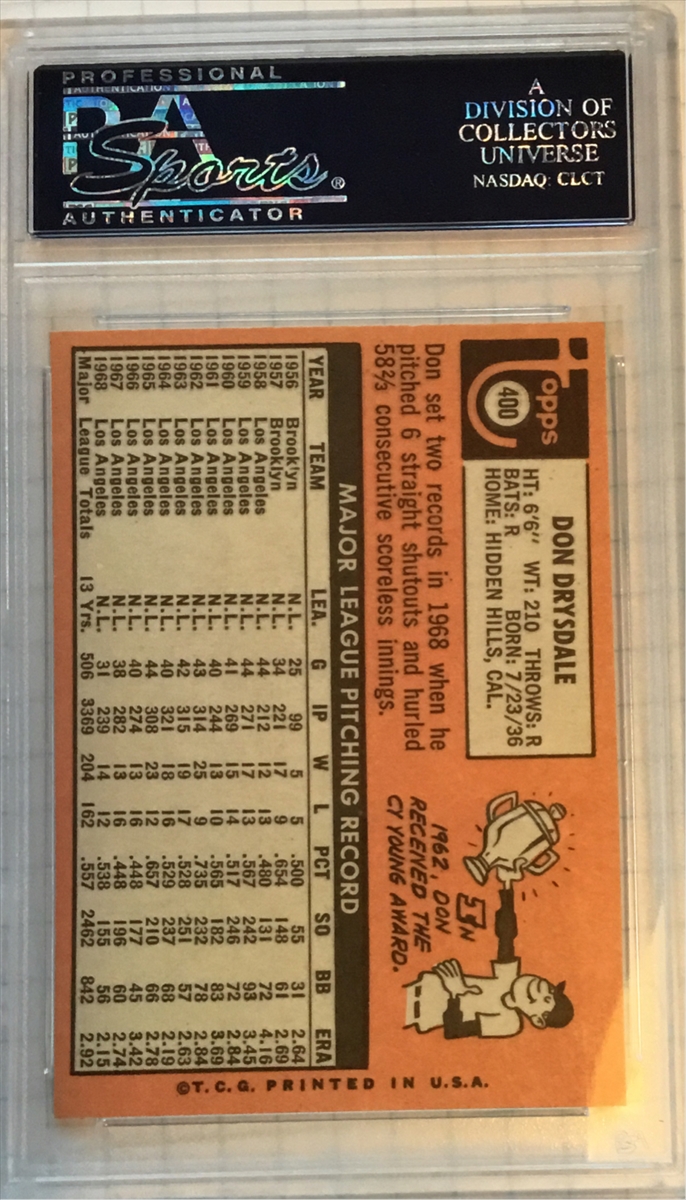 PROFESSIONAL
PSA
Sports®
AUTHENTICATOR
A
DIVISION OF
COLLECTORS
UNIVERSE
NASDAQ: CLCT
Topps
400
DON DRYSDALE
HT: 6'6" WT: 210 THROWS: R
BATS: R BORN: 7/23/36
HOME: HIDDEN HILLS, CAL.
Don set two records in 1968 when he
pitched 6 straight shutouts and hurled
58⅔ consecutive scoreless innings.
IN
1962, DON
RECEIVED THE
CY YOUNG AWARD.
MAJOR LEAGUE PITCHING RECORD
YEAR TEAM LEA. G IP W L PCT SO BB ERA
1956 Brooklyn N.L. 25 99 5 5 .500 55 31 2.64
1957 Brooklyn N.L. 34 221 17 9 .654 148 61 2.69
1958 Los Angeles N.L. 44 212 12 13 .480 131 72 4.16
1959 Los Angeles N.L. 44 271 17 13 .567 242 93 3.45
1960 Los Angeles N.L. 41 269 15 14 .517 246 72 2.84
1961 Los Angeles N.L. 40 244 13 10 .565 182 83 3.69
1962 Los Angeles N.L. 43 314 25 9 .735 232 78 2.84
1963 Los Angeles N.L. 42 315 19 17 .528 251 57 2.63
1964 Los Angeles N.L. 40 321 18 16 .529 237 68 2.19
1965 Los Angeles N.L. 44 308 23 12 .657 210 66 2.78
1966 Los Angeles N.L. 40 274 13 16 .448 177 45 3.42
1967 Los Angeles N.L. 38 282 13 16 .448 196 60 2.74
1968 Los Angeles N.L. 31 239 14 12 .538 155 56 2.15
Major League Totals 13 Yrs. 506 3369 204 162 .557 2462 842 2.92
©T.C.G. PRINTED IN U.S.A.